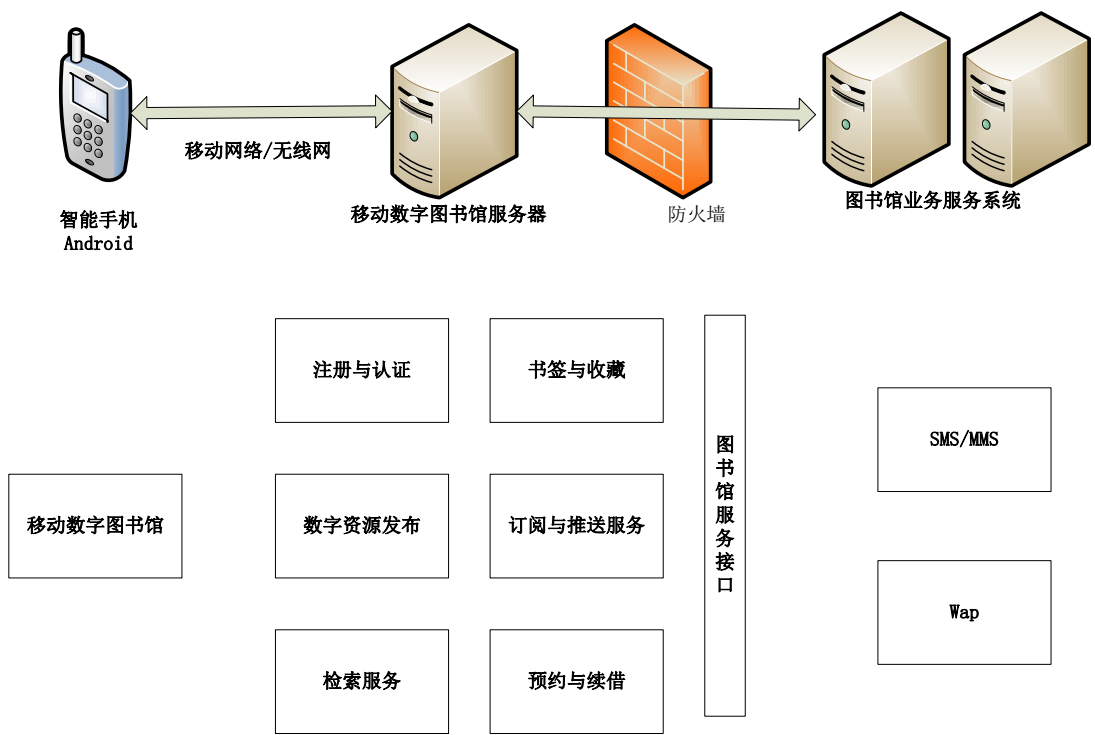 移动网络/无线网
智能手机
Android
移动数字图书馆服务器
防火墙
图书馆业务服务系统
注册与认证
书签与收藏
图书馆服务接口
SMS/MMS
移动数字图书馆
数字资源发布
订阅与推送服务
Wap
检索服务
预约与续借